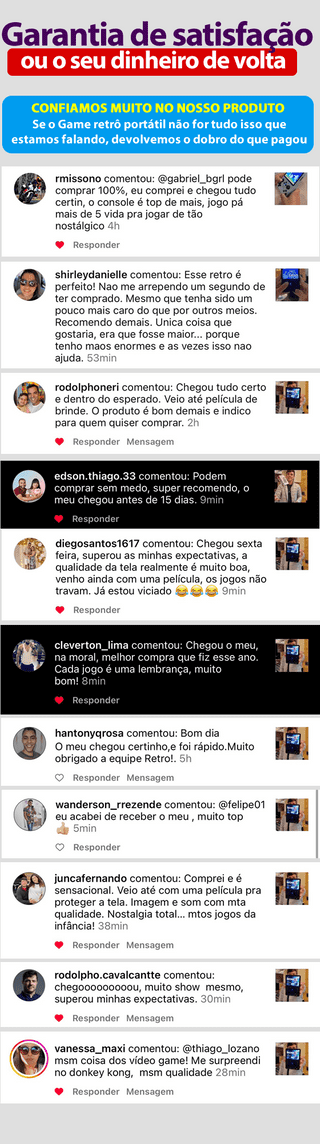 Garantia de satisfação
ou o seu dinheiro de volta
CONFIAMOS MUITO NO NOSSO PRODUTO
Se o Game retrô portátil não for tudo isso que
estamos falando, devolvemos o dobro do que pagou
rmissono comentou: @gabriel_bgrl pode
comprar 100%, eu comprei e chegou tudo
certin, o console é top de mais, jogo pá
mais de 5 vida pra jogar de tão
nostálgico 4h
Responder
shirleydanielle comentou: Esse retro é
perfeito! Nao me arrependo um segundo de
ter comprado. Mesmo que tenha sido um
pouco mais caro do que por outros meios.
Recomendo demais. Unica coisa que
gostaria, era que fosse maior... porque
tenho maos enormes e as vezes isso nao
ajuda. 53min
rodolphoneri comentou: Chegou tudo certo
e dentro do esperado. Veio até película de
brinde. O produto é bom demais e indico
para quem quiser comprar. 2h
Responder Mensagem
edson.thiago.33 comentou: Podem
comprar sem medo, super recomendo, o
meu chegou antes de 15 dias. 9min
Responder
diegosantos1617 comentou: Chegou sexta
feira, superou as minhas expectativas, a
qualidade da tela realmente é muito boa,
venho ainda com uma película, os jogos não
travam. Já estou viciado 😂😂😂 9min
Responder
cleverton_lima comentou: Chegou o meu,
na moral, melhor compra que fiz esse ano.
Cada jogo é uma lembrança, muito
bom! 8min
Responder
hantonyqrosa comentou: Bom dia
O meu chegou certinho,e foi rápido.Muito
obrigado a equipe Retro!. 5h
Responder Mensagem
wanderson_rrezende comentou: @felipe01
eu acabei de receber o meu , muito top
👍🏼 5min
Responder
juncafernando comentou: Comprei e é
sensacional. Veio até com uma película pra
proteger a tela. Imagem e som com mta
qualidade. Nostalgia total... mtos jogos da
infância! 38min
Responder Mensagem
rodolpho.cavalcantte comentou:
chegooooooooou, muito show mesmo,
superou minhas expectativas. 30min
Responder Mensagem
vanessa_maxi comentou: @thiago_lozano
msm coisa dos vídeo game! Me surpreendi
no donkey kong, msm qualidade 28min
Responder Mensagem